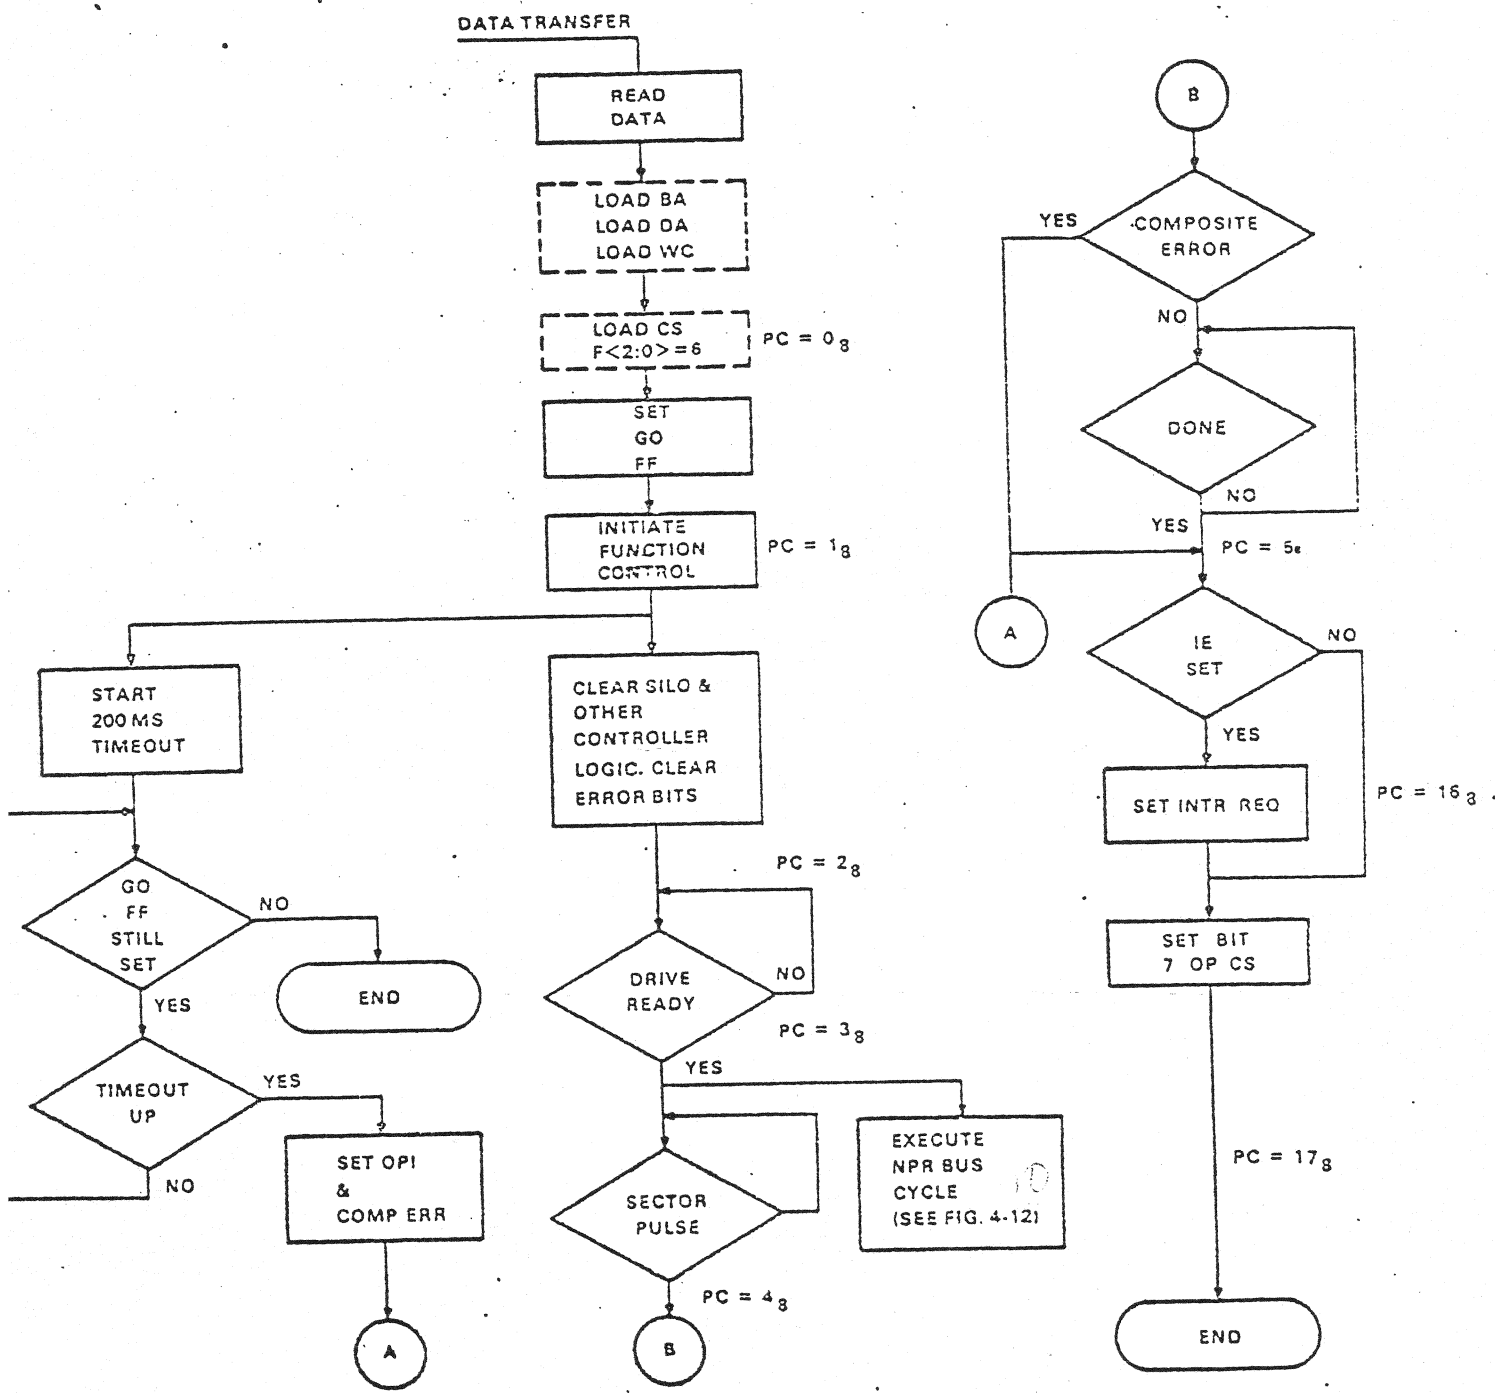 DATA TRANSFER
READ
DATA
LOAD BA
LOAD DA
LOAD WC
LOAD CS
F<2:0>=6
PC = 0₈
SET
GO
FF
INITIATE
FUNCTION
CONTROL
PC = 1₈
START
200 MS
TIMEOUT
GO
FF
STILL
SET
NO
END
YES
TIMEOUT
UP
YES
NO
SET OPI
&
COMP ERR
A
CLEAR SILO &
OTHER
CONTROLLER
LOGIC. CLEAR
ERROR BITS
PC = 2₈
DRIVE
READY
NO
PC = 3₈
YES
SECTOR
PULSE
EXECUTE
NPR BUS
CYCLE
(SEE FIG. 4-12)
PC = 4₈
B
B
COMPOSITE
ERROR
YES
NO
DONE
NO
YES
PC = 5₈
A
IE
SET
NO
YES
SET INTR REQ
PC = 16₈
SET BIT
7 OP CS
PC = 17₈
END